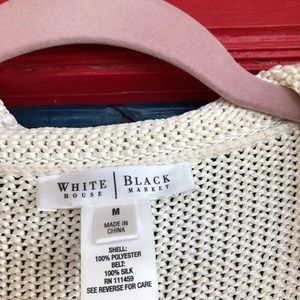 WHITE | BLACK
HOUSE | MARKET
M
MADE IN
CHINA
SHELL:
100% POLYESTER
BELT:
100% SILK
RN 111459
SEE REVERSE FOR CARE